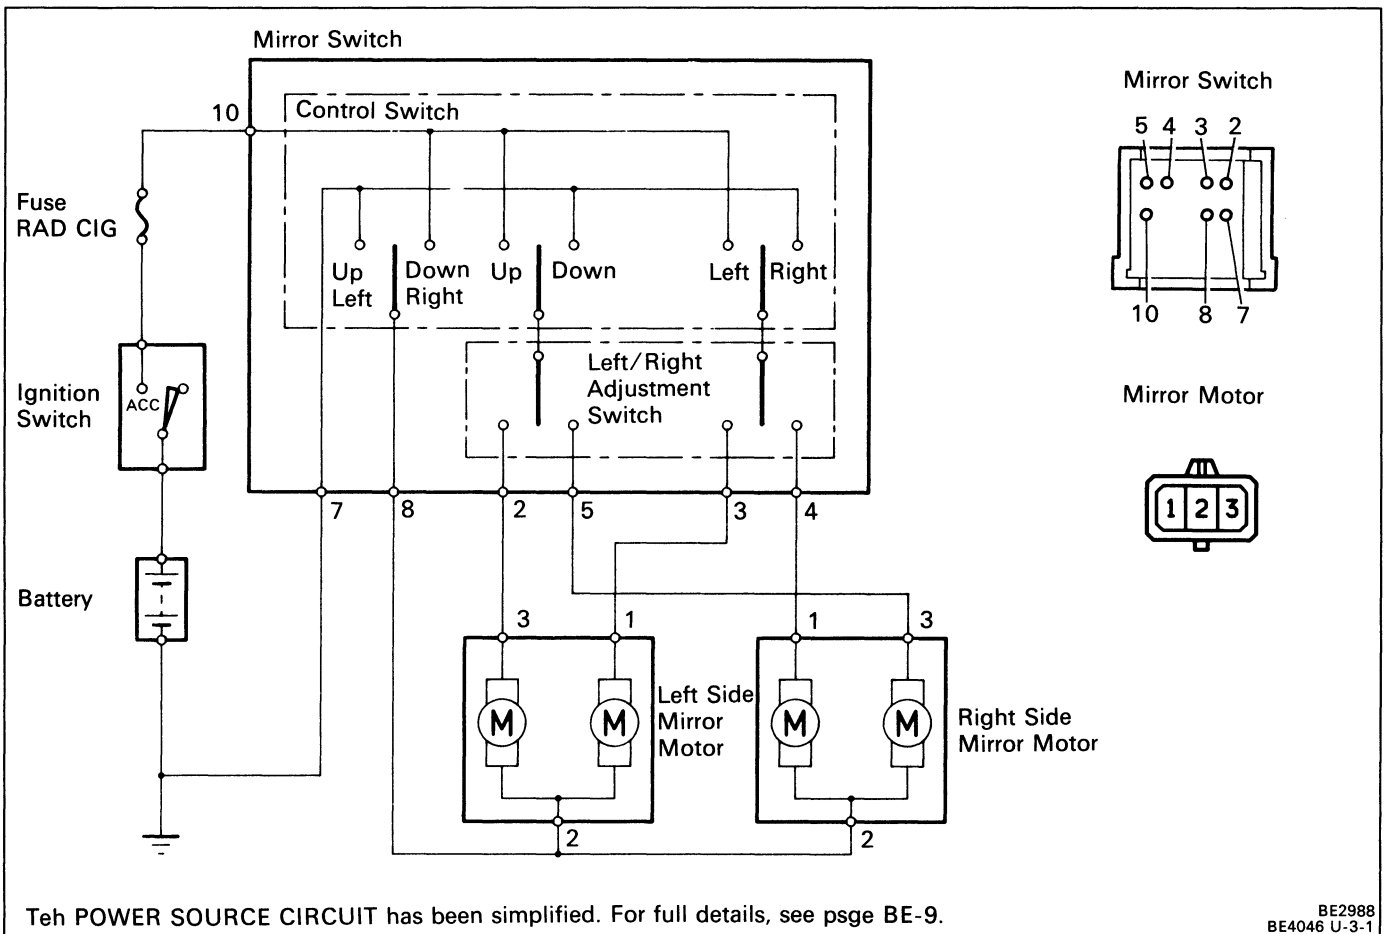 Mirror Switch
10
Control Switch
Fuse
RAD CIG
Up
Left
Down
Right
Up
Down
Left
Right
Ignition
Switch
ACC
Left/Right
Adjustment
Switch
7
8
2
5
3
4
Battery
3
1
1
3
M
M
M
M
Left Side
Mirror
Motor
Right Side
Mirror Motor
2
2
Mirror Switch
5 4 3 2
10 8 7
Mirror Motor
1 2 3
Teh POWER SOURCE CIRCUIT has been simplified. For full details, see psge BE-9.
BE2988
BE4046 U-3-1